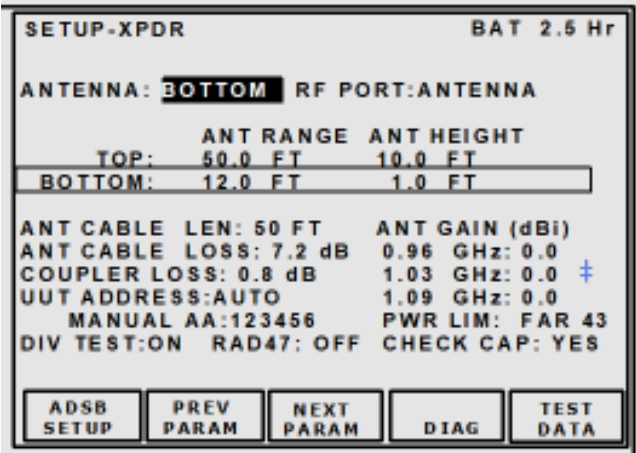 SETUP-XPDR BAT 2.5 Hr
ANTENNA: BOTTOM RF PORT:ANTENNA
ANT RANGE ANT HEIGHT
TOP: 50.0 FT 10.0 FT
BOTTOM: 12.0 FT 1.0 FT
ANT CABLE LEN: 50 FT ANT GAIN (dBi)
ANT CABLE LOSS: 7.2 dB 0.96 GHz: 0.0
COUPLER LOSS: 0.8 dB 1.03 GHz: 0.0 ‡
UUT ADDRESS:AUTO 1.09 GHz: 0.0
MANUAL AA:123456 PWR LIM: FAR 43
DIV TEST:ON RAD47: OFF CHECK CAP: YES
ADSB PREV NEXT TEST
SETUP PARAM PARAM DIAG DATA